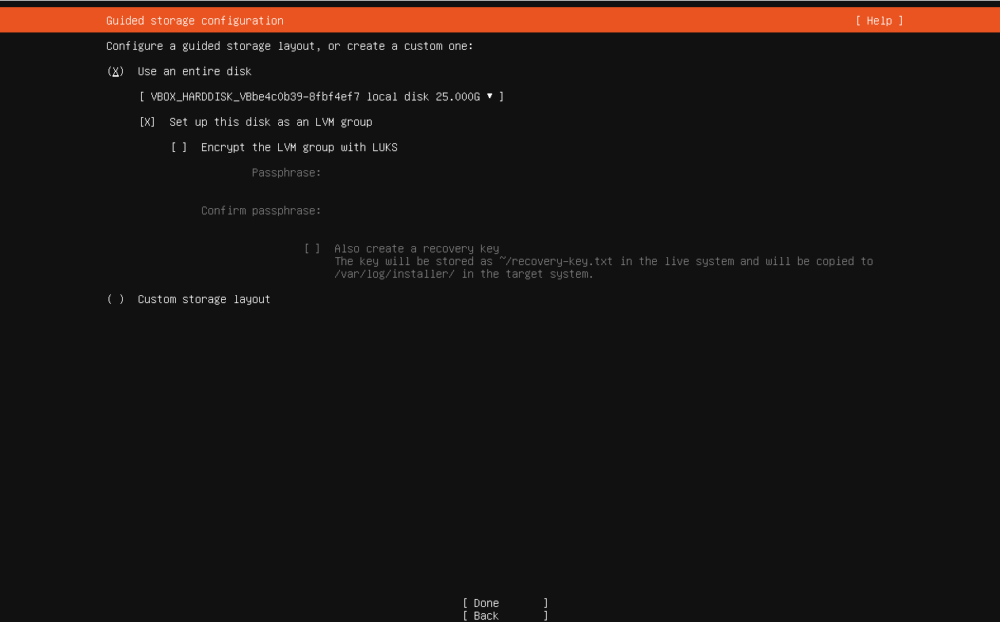 Guided storage configuration [ Help ]
Configure a guided storage layout, or create a custom one:
(X) Use an entire disk
[ VBOX_HARDDISK_VBbe4c0b39-8fbf4ef7 local disk 25.000G ▾ ]
[X] Set up this disk as an LVM group
[ ] Encrypt the LVM group with LUKS
Passphrase:
Confirm passphrase:
[ ] Also create a recovery key
The key will be stored as ~/recovery-key.txt in the live system and will be copied to
/var/log/installer/ in the target system.
( ) Custom storage layout
[ Done ]
[ Back ]